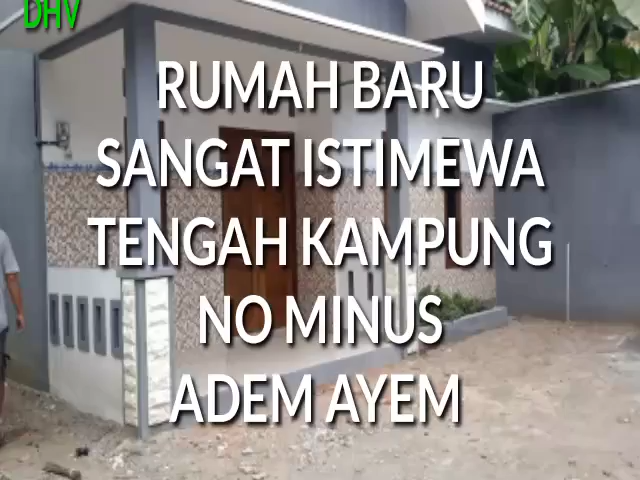 DHV
RUMAH BARU
SANGAT ISTIMEWA
TENGAH KAMPUNG
NO MINUS
ADEM AYEM